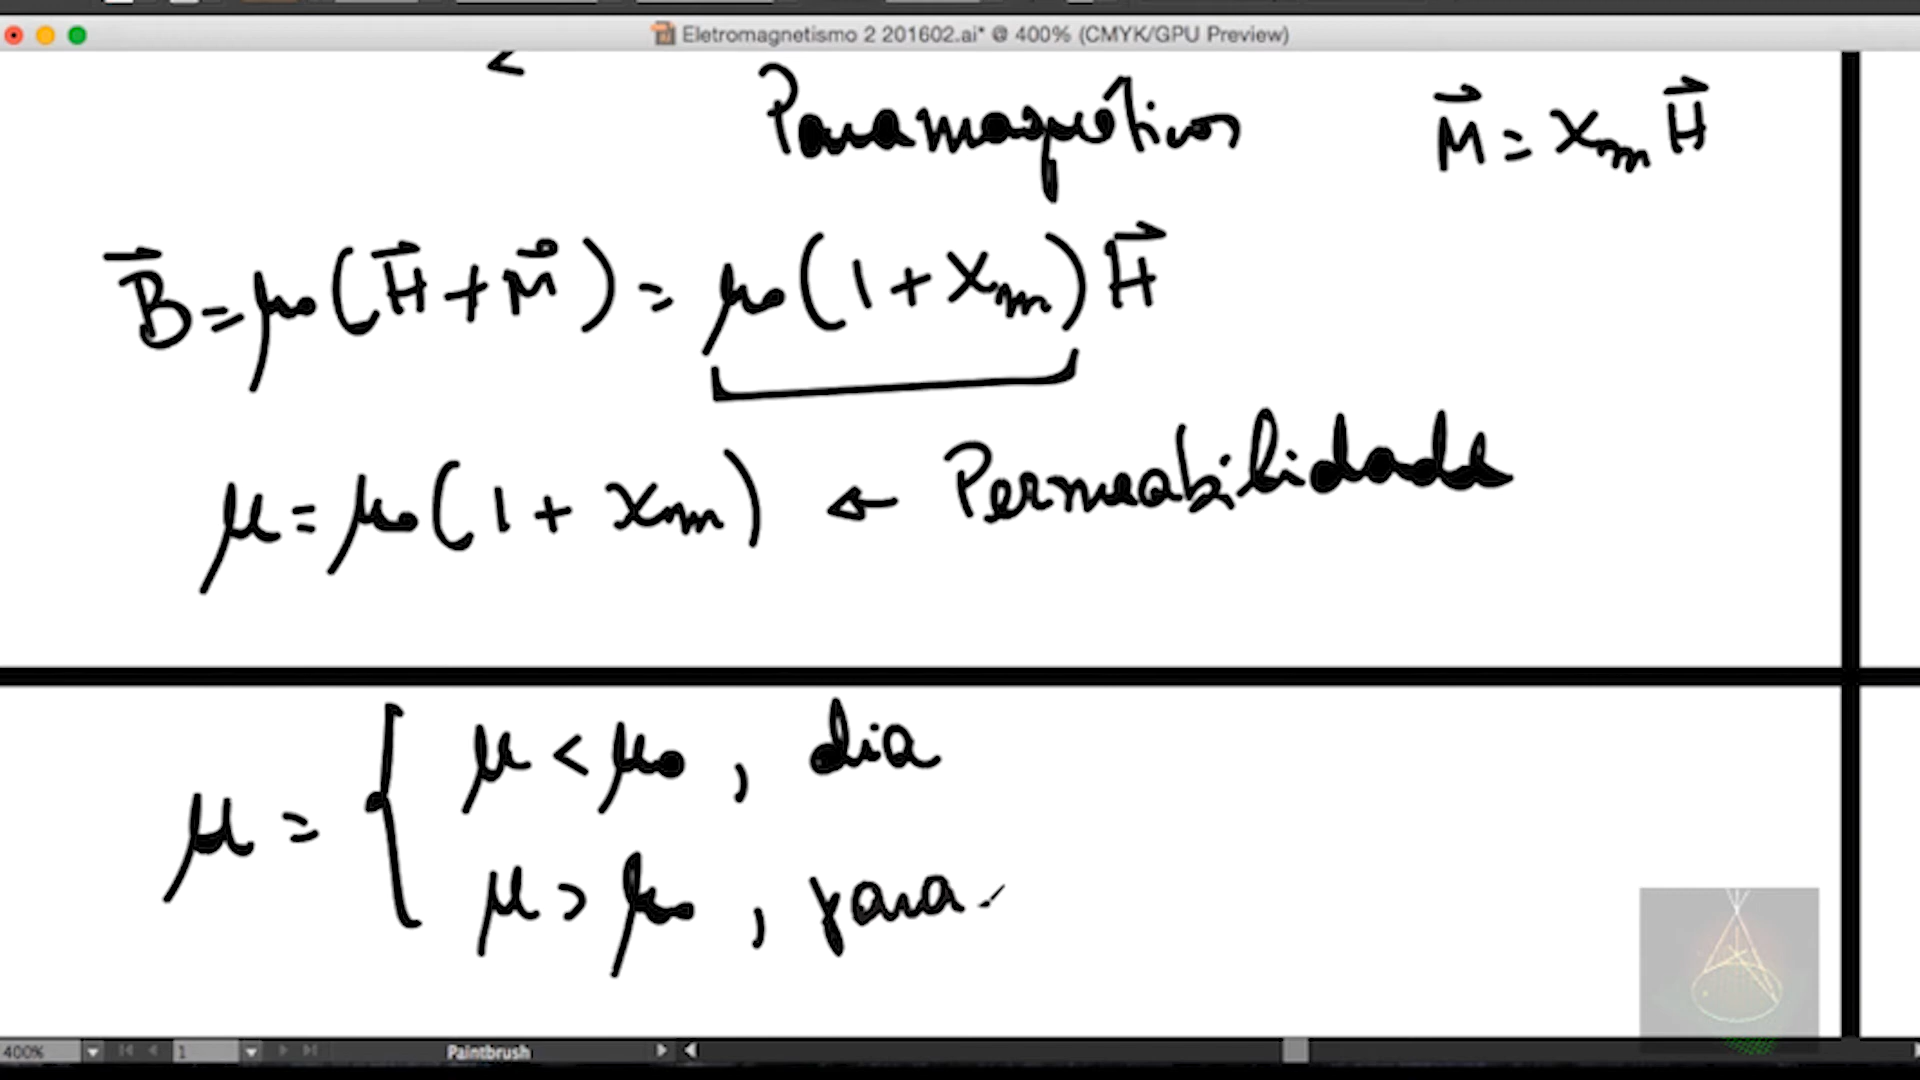 Eletromagnetismo 2 201602.ai* @ 400% (CMYK/GPU Preview)
<
Paramagnéticos
M⃗ = χₘ H⃗
B⃗ = μ₀(H⃗ + M⃗) = μ₀(1 + χₘ)H⃗
μ = μ₀(1 + χₘ) ← Permeabilidade
μ = { μ < μ₀ , dia
μ > μ₀ , para
400% 1 Paintbrush